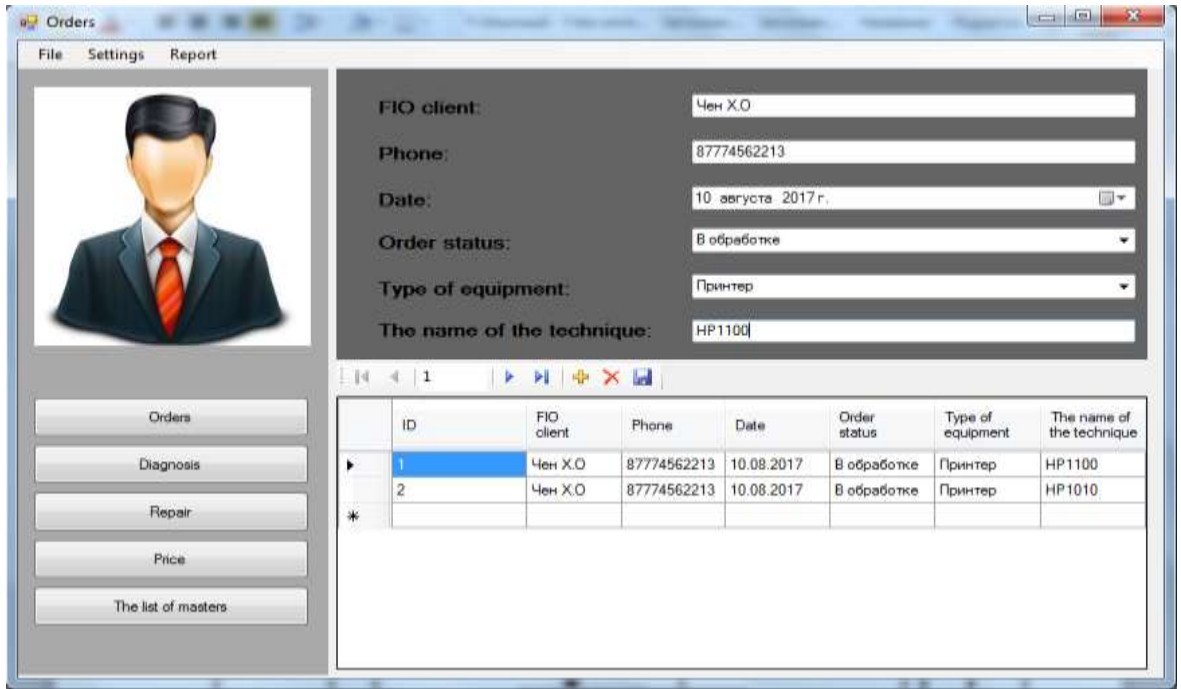 Orders
File Settings Report
FIO client: Чен Х.О
Phone: 87774562213
Date: 10 августа 2017 г.
Order status: В обработке
Type of equipment: Принтер
The name of the technique: HP1100
1
Orders
Diagnosis
Repair
Price
The list of masters
ID FIO client Phone Date Order status Type of equipment The name of the technique
1 Чен Х.О 87774562213 10.08.2017 В обработке Принтер HP1100
2 Чен Х.О 87774562213 10.08.2017 В обработке Принтер HP1010